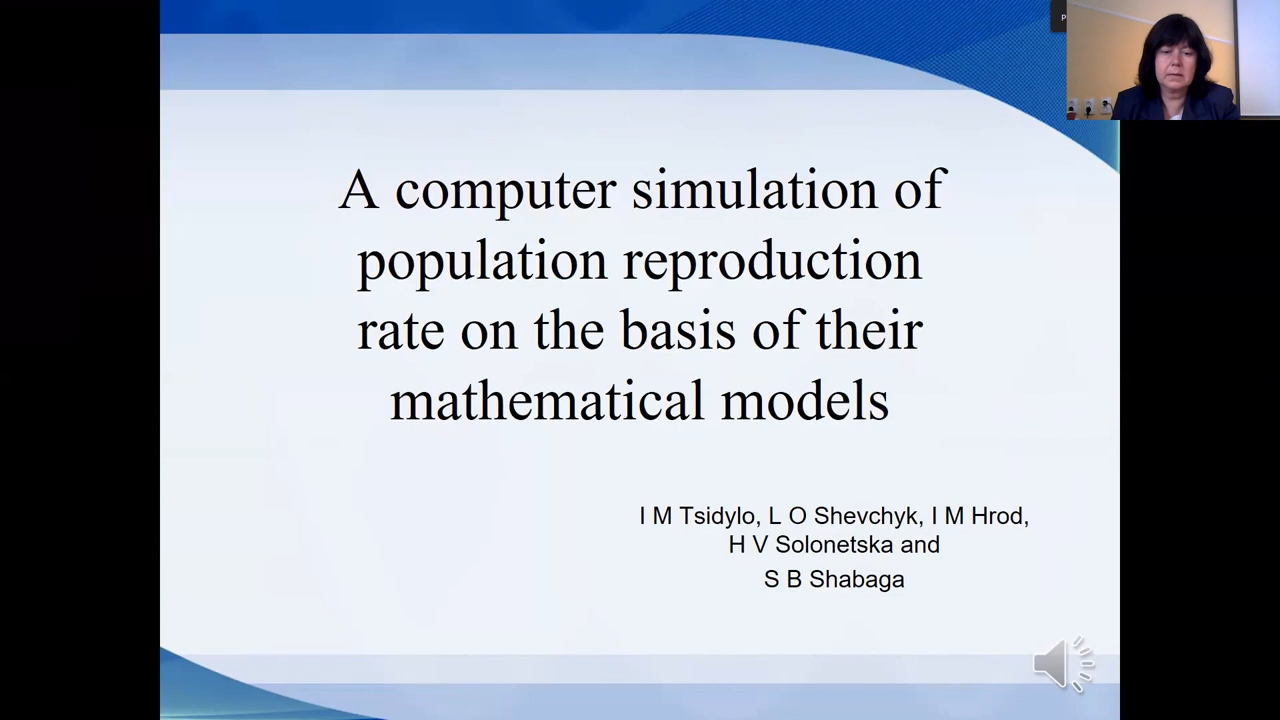 A computer simulation of
population reproduction
rate on the basis of their
mathematical models
I M Tsidylo, L O Shevchyk, I M Hrod,
H V Solonetska and
S B Shabaga